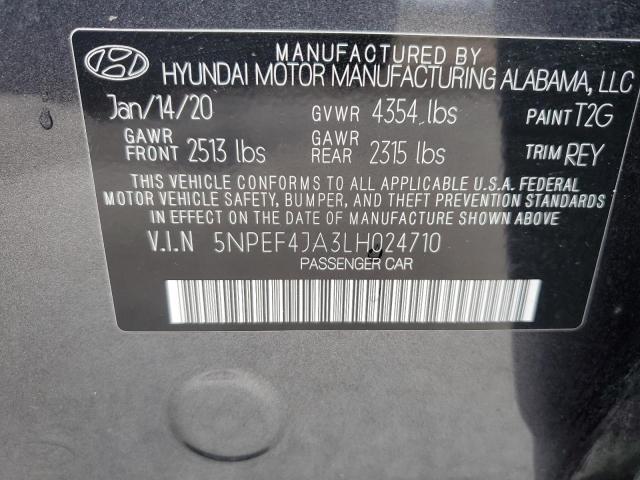 MANUFACTURED BY
HYUNDAI MOTOR MANUFACTURING ALABAMA, LLC
Jan/14/20 GVWR 4354 lbs PAINT T2G
GAWR FRONT 2513 lbs GAWR REAR 2315 lbs TRIM REY
THIS VEHICLE CONFORMS TO ALL APPLICABLE U.S.A. FEDERAL
MOTOR VEHICLE SAFETY, BUMPER, AND THEFT PREVENTION STANDARDS
IN EFFECT ON THE DATE OF MANUFACTURE SHOWN ABOVE.
V.I.N 5NPEF4JA3LH024710
PASSENGER CAR